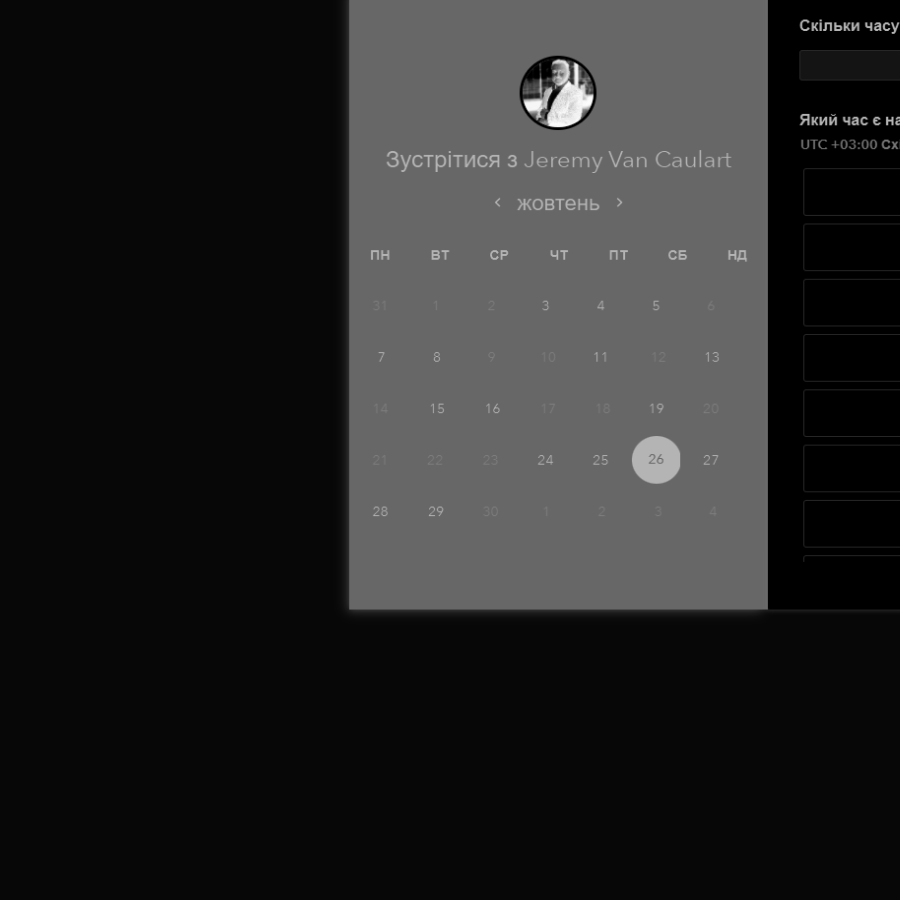 Зустрітися з Jeremy Van Caulart
жовтень
ПН ВТ СР ЧТ ПТ СБ НД
31 1 2 3 4 5 6
7 8 9 10 11 12 13
14 15 16 17 18 19 20
21 22 23 24 25 26 27
28 29 30 1 2 3 4
Скільки часу
Який час є
UTC +03:00